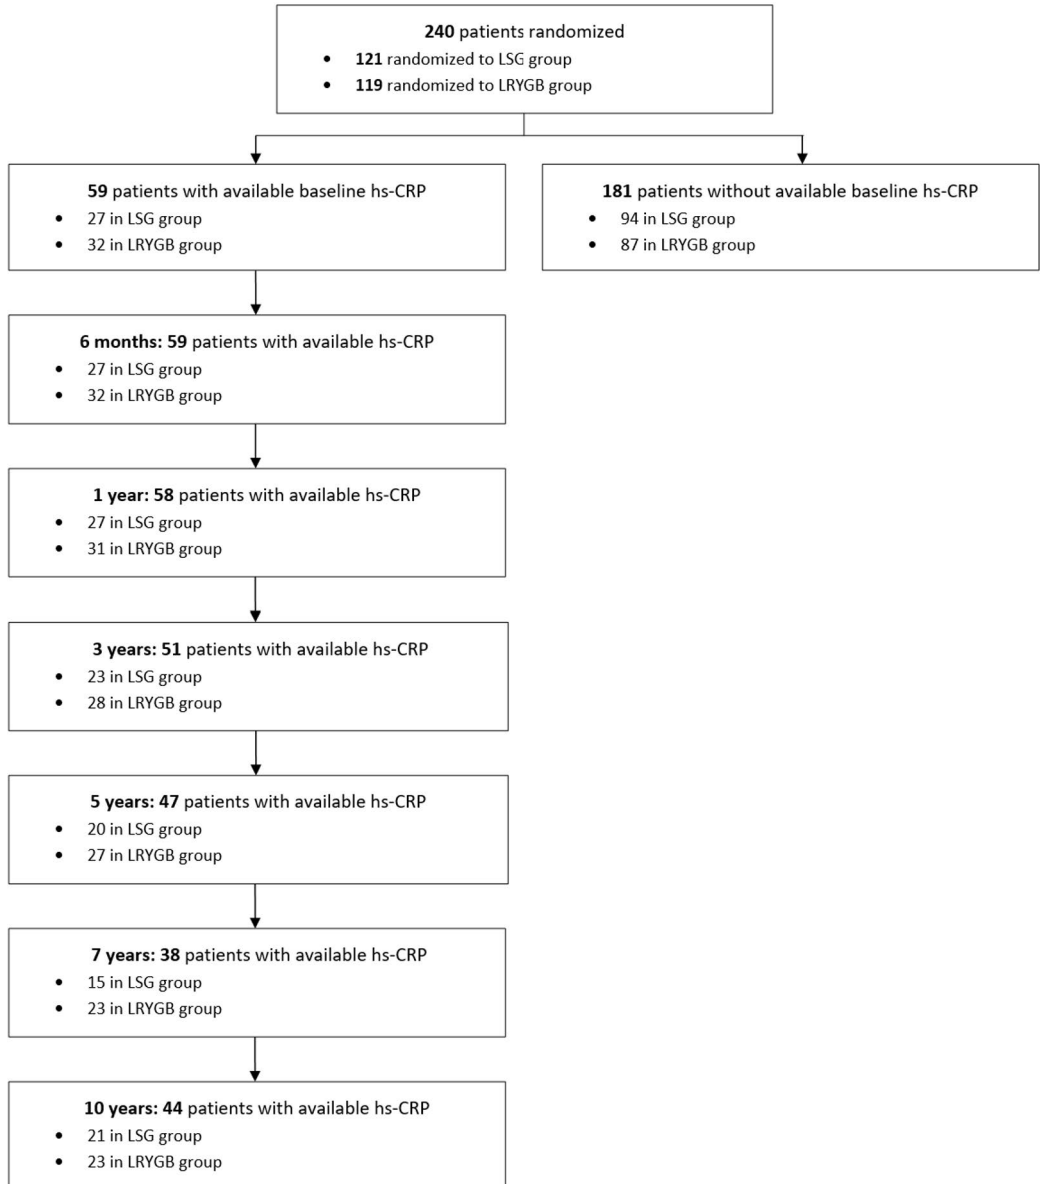 240 patients randomized
• 121 randomized to LSG group
• 119 randomized to LRYGB group
59 patients with available baseline hs-CRP
• 27 in LSG group
• 32 in LRYGB group
181 patients without available baseline hs-CRP
• 94 in LSG group
• 87 in LRYGB group
6 months: 59 patients with available hs-CRP
• 27 in LSG group
• 32 in LRYGB group
1 year: 58 patients with available hs-CRP
• 27 in LSG group
• 31 in LRYGB group
3 years: 51 patients with available hs-CRP
• 23 in LSG group
• 28 in LRYGB group
5 years: 47 patients with available hs-CRP
• 20 in LSG group
• 27 in LRYGB group
7 years: 38 patients with available hs-CRP
• 15 in LSG group
• 23 in LRYGB group
10 years: 44 patients with available hs-CRP
• 21 in LSG group
• 23 in LRYGB group